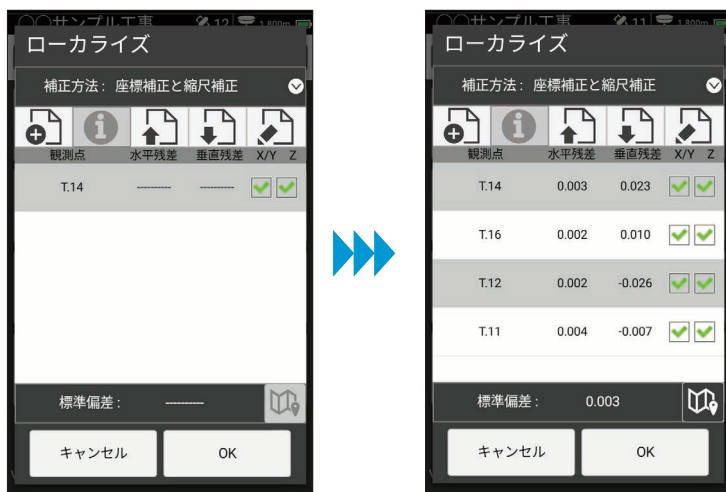 〇〇サンプル工事 12 1,800m
ローカライズ
補正方法： 座標補正と縮尺補正
観測点 水平残差 垂直残差 X/Y Z
T.14 ---------- ----------
標準偏差： ----------
キャンセル OK
〇〇サンプル工事 11 1,800m
ローカライズ
補正方法： 座標補正と縮尺補正
観測点 水平残差 垂直残差 X/Y Z
T.14 0.003 0.023
T.16 0.002 0.010
T.12 0.002 -0.026
T.11 0.004 -0.007
標準偏差： 0.003
キャンセル OK